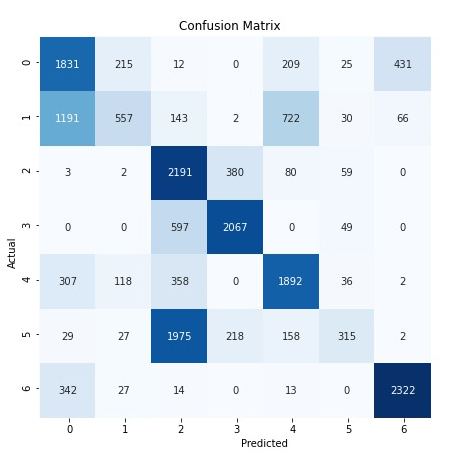 Confusion Matrix
0 1831 215 12 0 209 25 431
1 1191 557 143 2 722 30 66
2 3 2 2191 380 80 59 0
3 0 0 597 2067 0 49 0
4 307 118 358 0 1892 36 2
5 29 27 1975 218 158 315 2
6 342 27 14 0 13 0 2322
Actual
0 1 2 3 4 5 6
Predicted